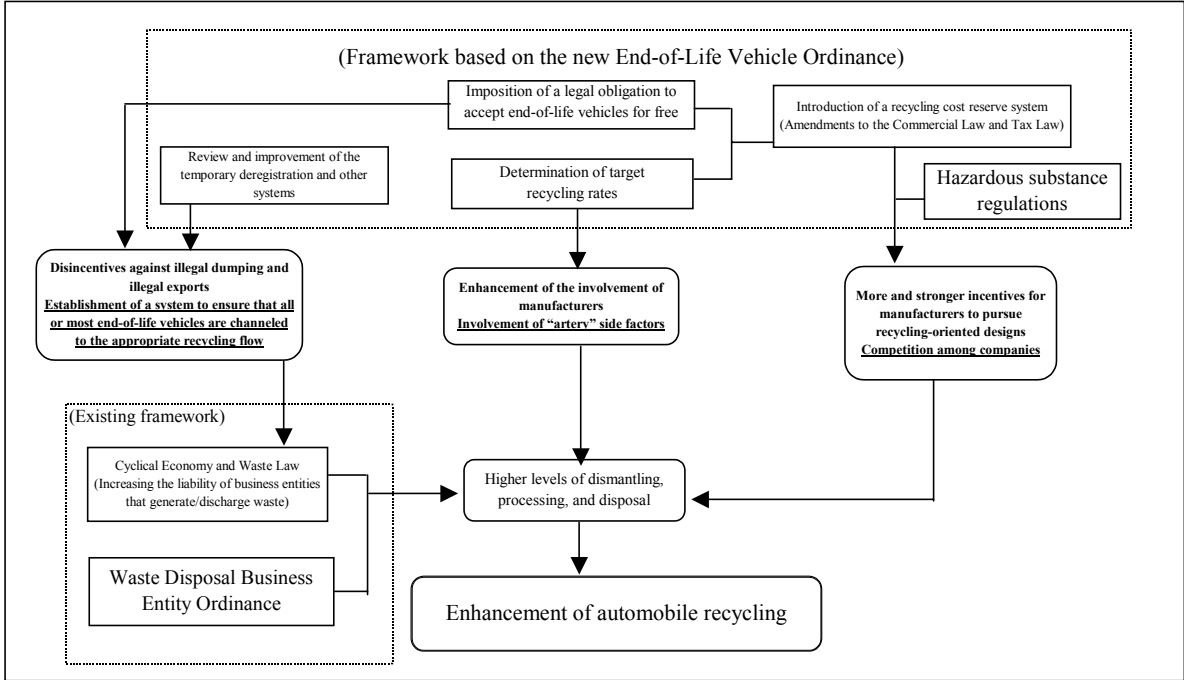 (Framework based on the new End-of-Life Vehicle Ordinance)
Imposition of a legal obligation to
accept end-of-life vehicles for free
Introduction of a recycling cost reserve system
(Amendments to the Commercial Law and Tax Law)
Review and improvement of the
temporary deregistration and other
systems
Determination of target
recycling rates
Hazardous substance
regulations
Disincentives against illegal dumping and
illegal exports
Establishment of a system to ensure that all
or most end-of-life vehicles are channeled
to the appropriate recycling flow
Enhancement of the involvement of
manufacturers
Involvement of “artery” side factors
More and stronger incentives for
manufacturers to pursue
recycling-oriented designs
Competition among companies
(Existing framework)
Cyclical Economy and Waste Law
(Increasing the liability of business entities
that generate/discharge waste)
Higher levels of dismantling,
processing, and disposal
Waste Disposal Business
Entity Ordinance
Enhancement of automobile recycling